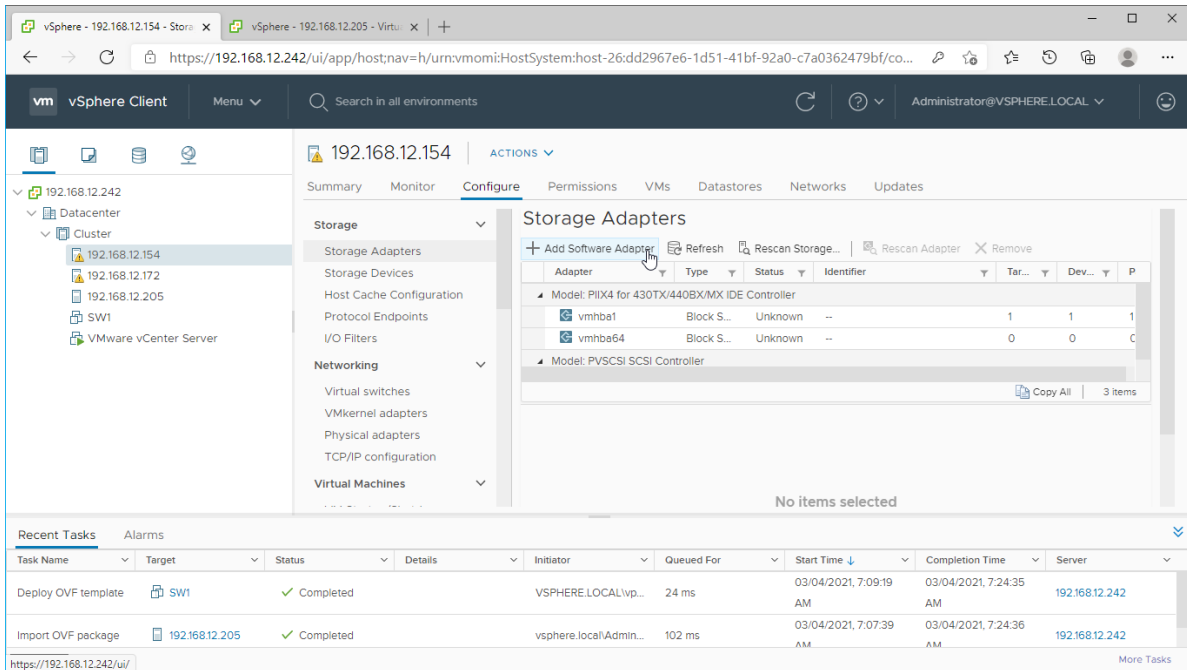 vSphere - 192.168.12.154 - Stora
vSphere - 192.168.12.205 - Virtu
https://192.168.12.242/ui/app/host;nav=h/urn:vmomi:HostSystem:host-26:dd2967e6-1d51-41bf-92a0-c7a0362479bf/co...
vm vSphere Client Menu Search in all environments Administrator@VSPHERE.LOCAL
192.168.12.242
Datacenter
Cluster
192.168.12.154
192.168.12.172
192.168.12.205
SW1
VMware vCenter Server
192.168.12.154 ACTIONS
Summary Monitor Configure Permissions VMs Datastores Networks Updates
Storage
Storage Adapters
Storage Devices
Host Cache Configuration
Protocol Endpoints
I/O Filters
Networking
Virtual switches
VMkernel adapters
Physical adapters
TCP/IP configuration
Virtual Machines
Storage Adapters
+ Add Software Adapter Refresh Rescan Storage... Rescan Adapter Remove
Adapter Type Status Identifier Tar... Dev... P
Model: PIIX4 for 430TX/440BX/MX IDE Controller
vmhba1 Block S... Unknown -- 1 1 1
vmhba64 Block S... Unknown -- 0 0
Model: PVSCSI SCSI Controller
Copy All 3 items
No items selected
Recent Tasks Alarms
Task Name Target Status Details Initiator Queued For Start Time Completion Time Server
Deploy OVF template SW1 Completed VSPHERE.LOCAL\vp... 24 ms 03/04/2021, 7:09:19 AM 03/04/2021, 7:24:35 AM 192.168.12.242
Import OVF package 192.168.12.205 Completed vsphere.local\Admin... 102 ms 03/04/2021, 7:07:39 AM 03/04/2021, 7:24:36 AM 192.168.12.242
https://192.168.12.242/ui/
More Tasks